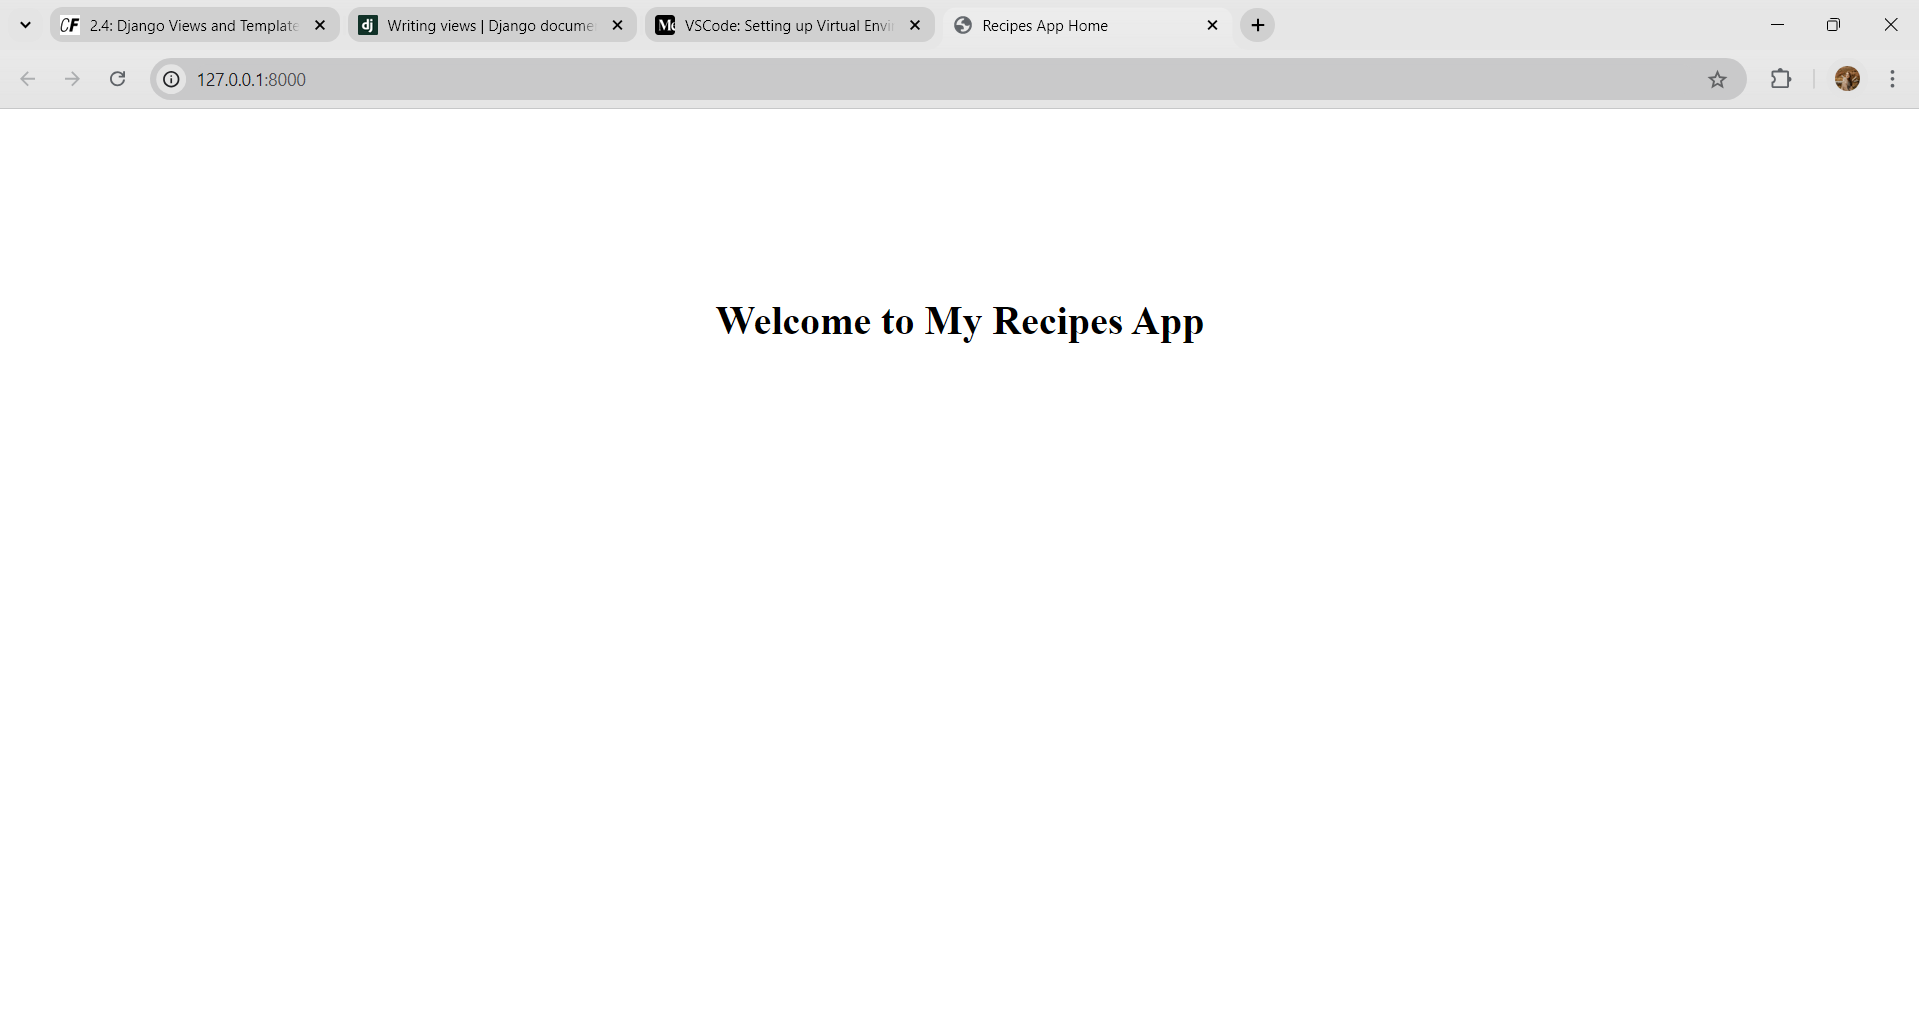 CF 2.4: Django Views and Template
dj Writing views | Django docume
VSCode: Setting up Virtual Envi
Recipes App Home
127.0.0.1:8000
Welcome to My Recipes App